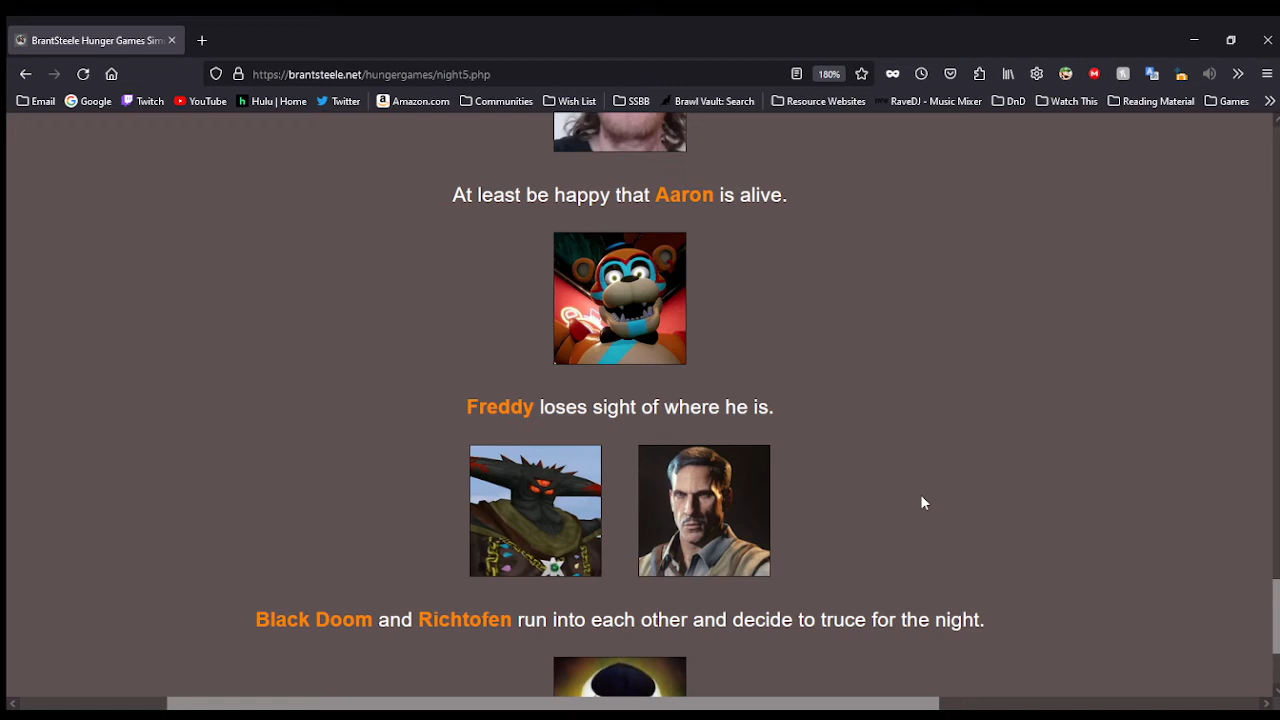 BrantSteele Hunger Games Sim
https://brantsteele.net/hungergames/night5.php
180%
Email
Google
Twitch
YouTube
Hulu | Home
Twitter
Amazon.com
Communities
Wish List
SSBB
Brawl Vault: Search
Resource Websites
RaveDJ - Music Mixer
DnD
Watch This
Reading Material
Games
At least be happy that Aaron is alive.
Freddy loses sight of where he is.
Black Doom and Richtofen run into each other and decide to truce for the night.